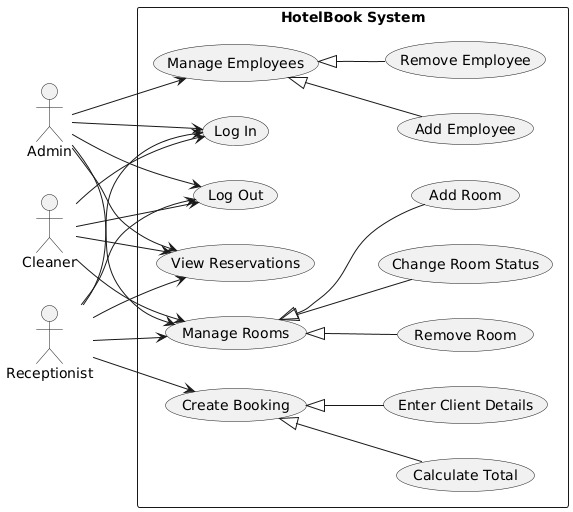 HotelBook System
Manage Employees
Remove Employee
Add Employee
Admin
Log In
Log Out
Add Room
Cleaner
View Reservations
Change Room Status
Manage Rooms
Remove Room
Receptionist
Create Booking
Enter Client Details
Calculate Total